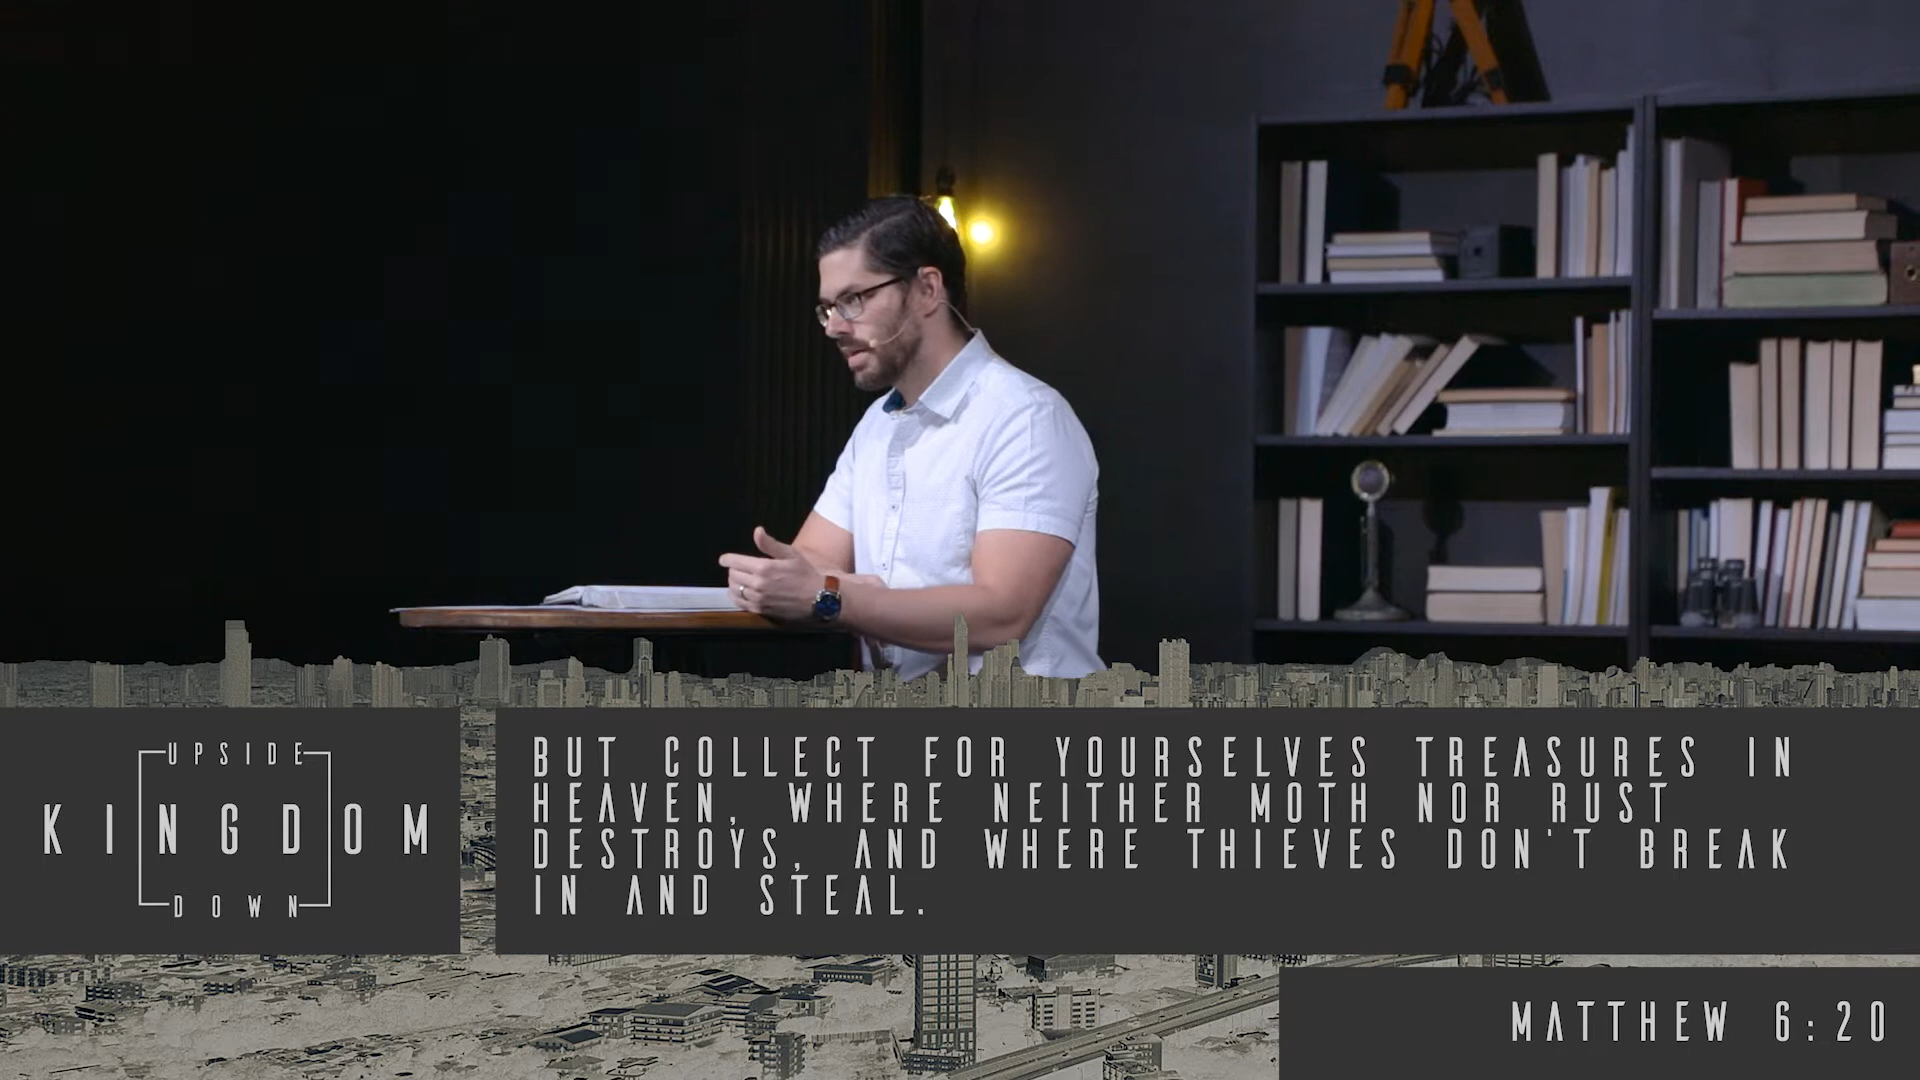 UPSIDE
KINGDOM
DOWN
BUT COLLECT FOR YOURSELVES TREASURES IN
HEAVEN, WHERE NEITHER MOTH NOR RUST
DESTROYS, AND WHERE THIEVES DON'T BREAK
IN AND STEAL.
MATTHEW 6:20